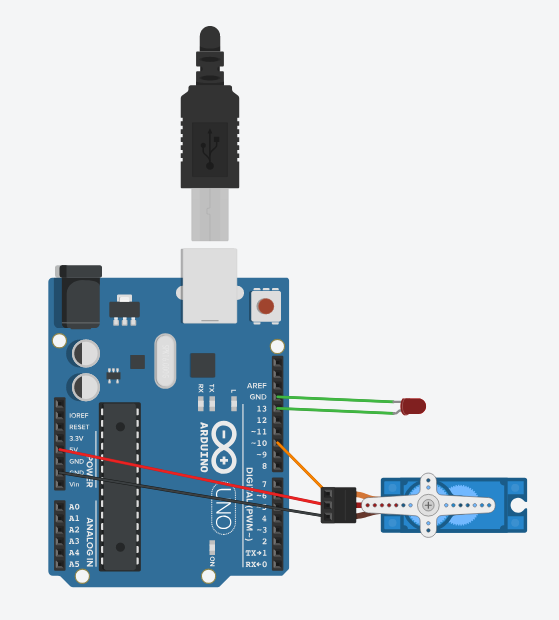 AREF
GND
13
12
~11
~10
~9
8
7
~6
4
~3
2
TX→1
RX←0
DIGITAL (PWM~)
L
TX
RX
ARDUINO
UNO
ON
IOREF
RESET
3.3V
5V
GND
GND
Vin
POWER
A0
A1
A2
A3
A4
A5
ANALOG IN